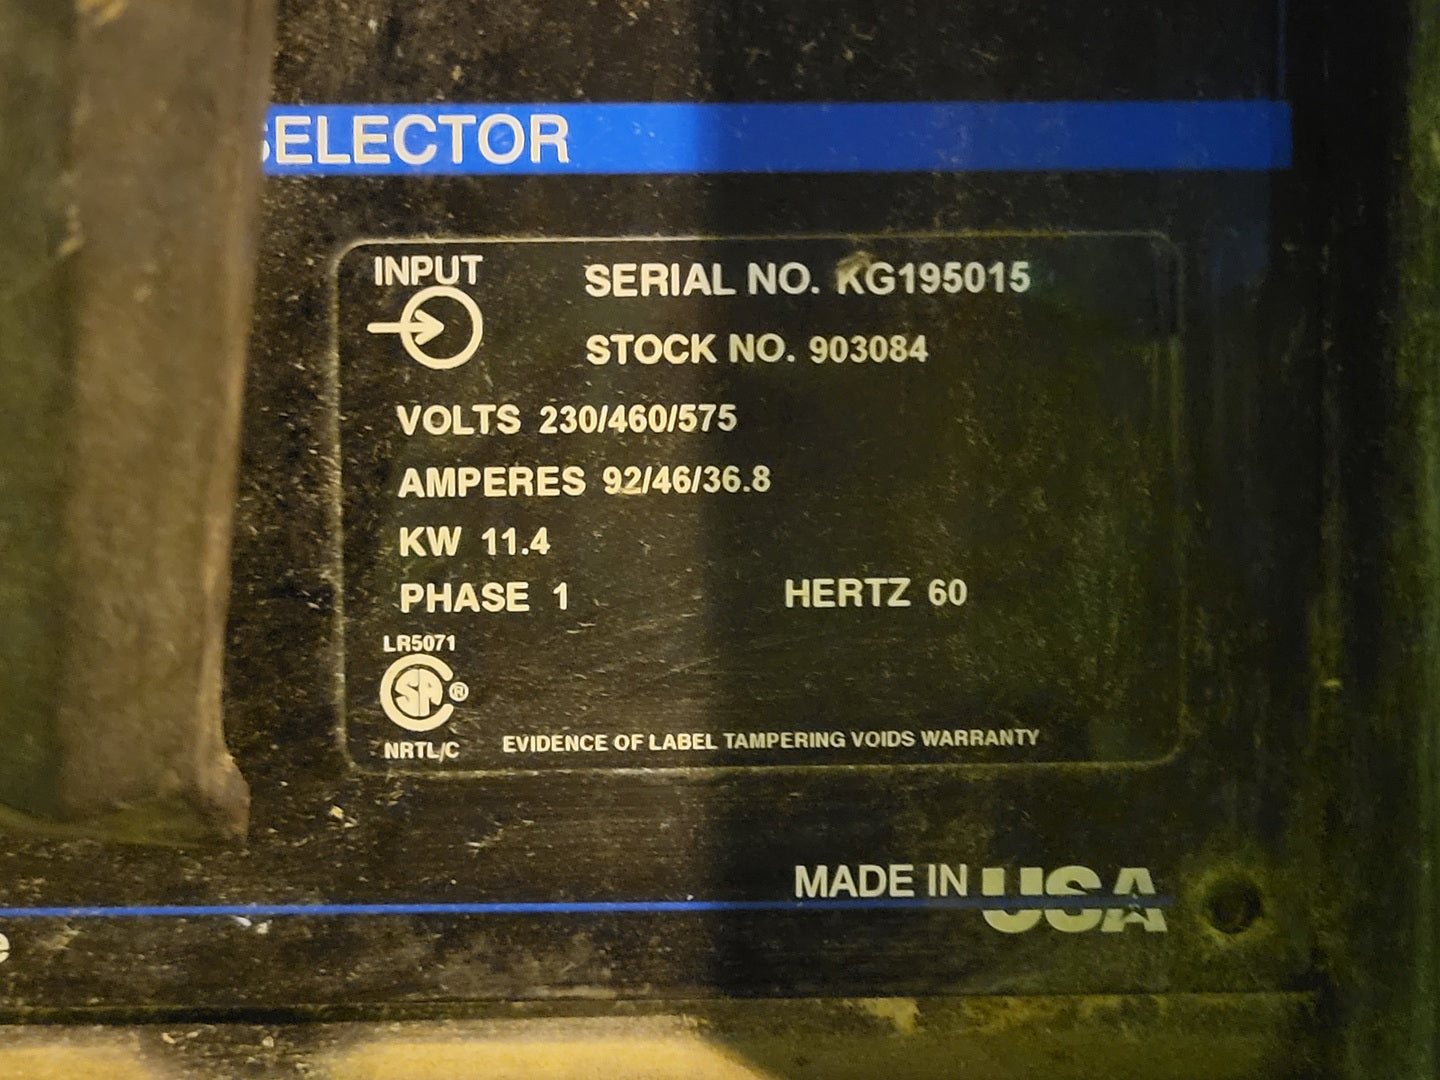 SELECTOR
INPUT
SERIAL NO. KG195015
STOCK NO. 903084
VOLTS 230/460/575
AMPERES 92/46/36.8
KW 11.4
PHASE 1 HERTZ 60
LR5071
SA®
NRTL/C
EVIDENCE OF LABEL TAMPERING VOIDS WARRANTY
MADE IN USA
e